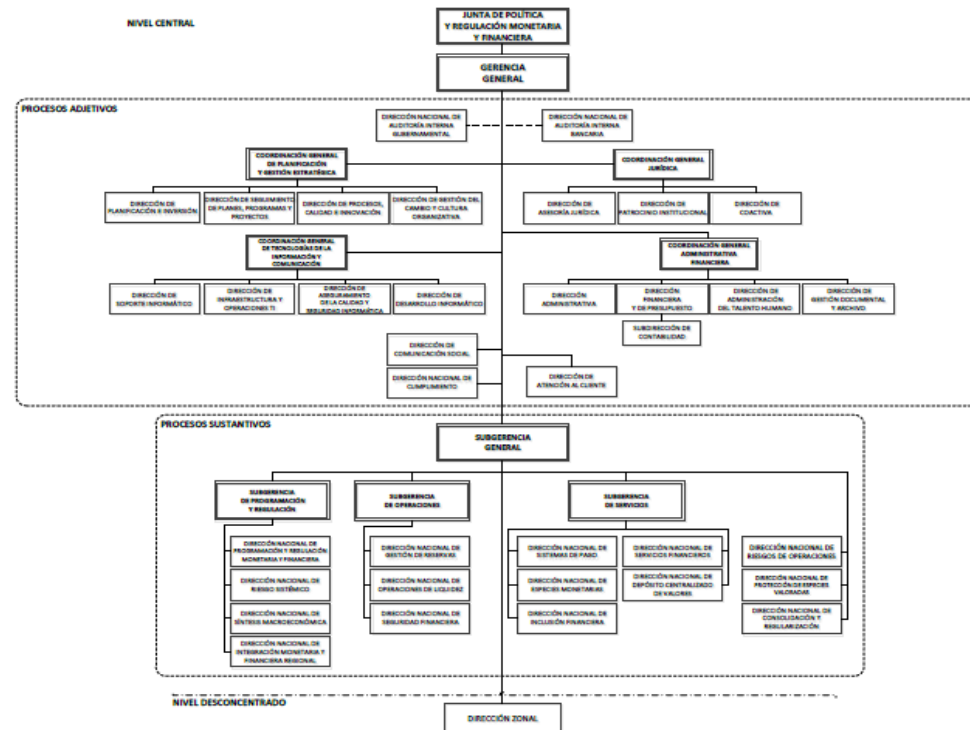 NIVEL CENTRAL
JUNTA DE POLÍTICA
Y REGULACIÓN MONETARIA
Y FINANCIERA
GERENCIA
GENERAL
PROCESOS ADJETIVOS
DIRECCIÓN NACIONAL DE
AUDITORÍA INTERNA
GUBERNAMENTAL
DIRECCIÓN NACIONAL DE
AUDITORÍA INTERNA
BANCARIA
COORDINACIÓN GENERAL
DE PLANIFICACIÓN
Y GESTIÓN ESTRATÉGICA
COORDINACIÓN GENERAL
JURÍDICA
DIRECCIÓN DE
PLANIFICACIÓN E INVERSIÓN
DIRECCIÓN DE SEGUIMIENTO
DE PLANES, PROGRAMAS Y
PROYECTOS
DIRECCIÓN DE PROCESOS,
CALIDAD E INNOVACIÓN
DIRECCIÓN DE GESTIÓN DEL
CAMBIO Y CULTURA
ORGANIZATIVA
DIRECCIÓN DE
ASESORÍA JURÍDICA
DIRECCIÓN DE
PATROCINIO INSTITUCIONAL
DIRECCIÓN DE
COACTIVA
COORDINACIÓN GENERAL
DE TECNOLOGÍAS DE LA
INFORMACIÓN Y
COMUNICACIÓN
COORDINACIÓN GENERAL
ADMINISTRATIVA
FINANCIERA
DIRECCIÓN DE
SOPORTE INFORMÁTICO
DIRECCIÓN DE
INFRAESTRUCTURA Y
OPERACIONES TI
DIRECCIÓN DE
ASEGURAMIENTO
DE LA CALIDAD Y
SEGURIDAD INFORMÁTICA
DIRECCIÓN DE
DESARROLLO INFORMÁTICO
DIRECCIÓN
ADMINISTRATIVA
DIRECCIÓN
FINANCIERA
Y DE PRESUPUESTO
DIRECCIÓN DE
ADMINISTRACIÓN
DEL TALENTO HUMANO
DIRECCIÓN DE
GESTIÓN DOCUMENTAL
Y ARCHIVO
SUBDIRECCIÓN DE
CONTABILIDAD
DIRECCIÓN DE
COMUNICACIÓN SOCIAL
DIRECCIÓN NACIONAL DE
CUMPLIMIENTO
DIRECCIÓN DE
ATENCIÓN AL CLIENTE
PROCESOS SUSTANTIVOS
SUBGERENCIA
GENERAL
SUBGERENCIA
DE PROGRAMACIÓN
Y REGULACIÓN
SUBGERENCIA
DE OPERACIONES
SUBGERENCIA
DE SERVICIOS
DIRECCIÓN NACIONAL DE
PROGRAMACIÓN Y REGULACIÓN
MONETARIA Y FINANCIERA
DIRECCIÓN NACIONAL DE
RIESGO SISTÉMICO
DIRECCIÓN NACIONAL DE
SÍNTESIS MACROECONÓMICA
DIRECCIÓN NACIONAL DE
INTEGRACIÓN MONETARIA Y
FINANCIERA REGIONAL
DIRECCIÓN NACIONAL DE
GESTIÓN DE RESERVAS
DIRECCIÓN NACIONAL DE
OPERACIONES DE LIQUIDEZ
DIRECCIÓN NACIONAL DE
SEGURIDAD FINANCIERA
DIRECCIÓN NACIONAL DE
SISTEMAS DE PAGO
DIRECCIÓN NACIONAL DE
ESPECIES MONETARIAS
DIRECCIÓN NACIONAL DE
INCLUSIÓN FINANCIERA
DIRECCIÓN NACIONAL DE
SERVICIOS FINANCIEROS
DIRECCIÓN NACIONAL DE
DEPÓSITO CENTRALIZADO
DE VALORES
DIRECCIÓN NACIONAL DE
RIESGOS DE OPERACIONES
DIRECCIÓN NACIONAL DE
PROTECCIÓN DE ESPECIES
VALORADAS
DIRECCIÓN NACIONAL DE
CONSOLIDACIÓN Y
REGULARIZACIÓN
NIVEL DESCONCENTRADO
DIRECCIÓN ZONAL